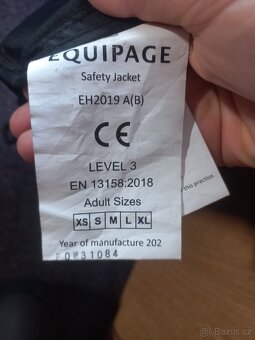 EQUIPAGE
Safety Jacket
EH2019 A(B)
CE
LEVEL 3
EN 13158:2018
Adult Sizes
XS S M L XL
Year of manufacture 202
this practice.
Sbazar.cz